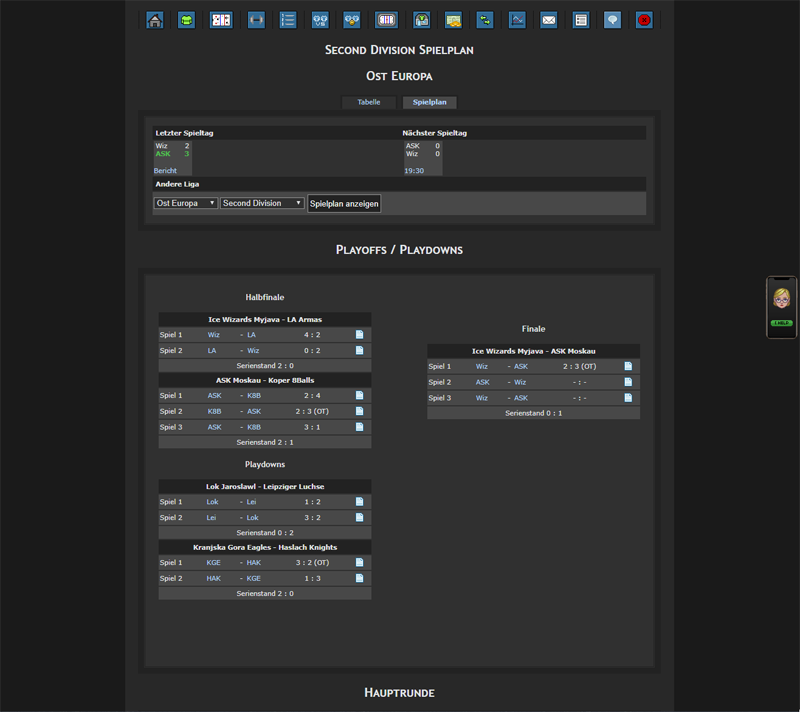 Second Division Spielplan
Ost Europa
Tabelle Spielplan
Letzter Spieltag Nächster Spieltag
Wiz 2 ASK 0
ASK 3 Wiz 0
Bericht 19:30
Andere Liga
Ost Europa Second Division Spielplan anzeigen
Playoffs / Playdowns
Halbfinale
Ice Wizards Myjava - LA Armas
Spiel 1 Wiz - LA 4 : 2
Spiel 2 LA - Wiz 0 : 2
Serienstand 2 : 0
ASK Moskau - Koper 8Balls
Spiel 1 ASK - K8B 2 : 4
Spiel 2 K8B - ASK 2 : 3 (OT)
Spiel 3 ASK - K8B 3 : 1
Serienstand 2 : 1
Finale
Ice Wizards Myjava - ASK Moskau
Spiel 1 Wiz - ASK 2 : 3 (OT)
Spiel 2 ASK - Wiz - : -
Spiel 3 Wiz - ASK - : -
Serienstand 0 : 1
Playdowns
Lok Jaroslawl - Leipziger Luchse
Spiel 1 Lok - Lei 1 : 2
Spiel 2 Lei - Lok 3 : 2
Serienstand 0 : 2
Kranjska Gora Eagles - Haslach Knights
Spiel 1 KGE - HAK 3 : 2 (OT)
Spiel 2 HAK - KGE 1 : 3
Serienstand 2 : 0
Hauptrunde